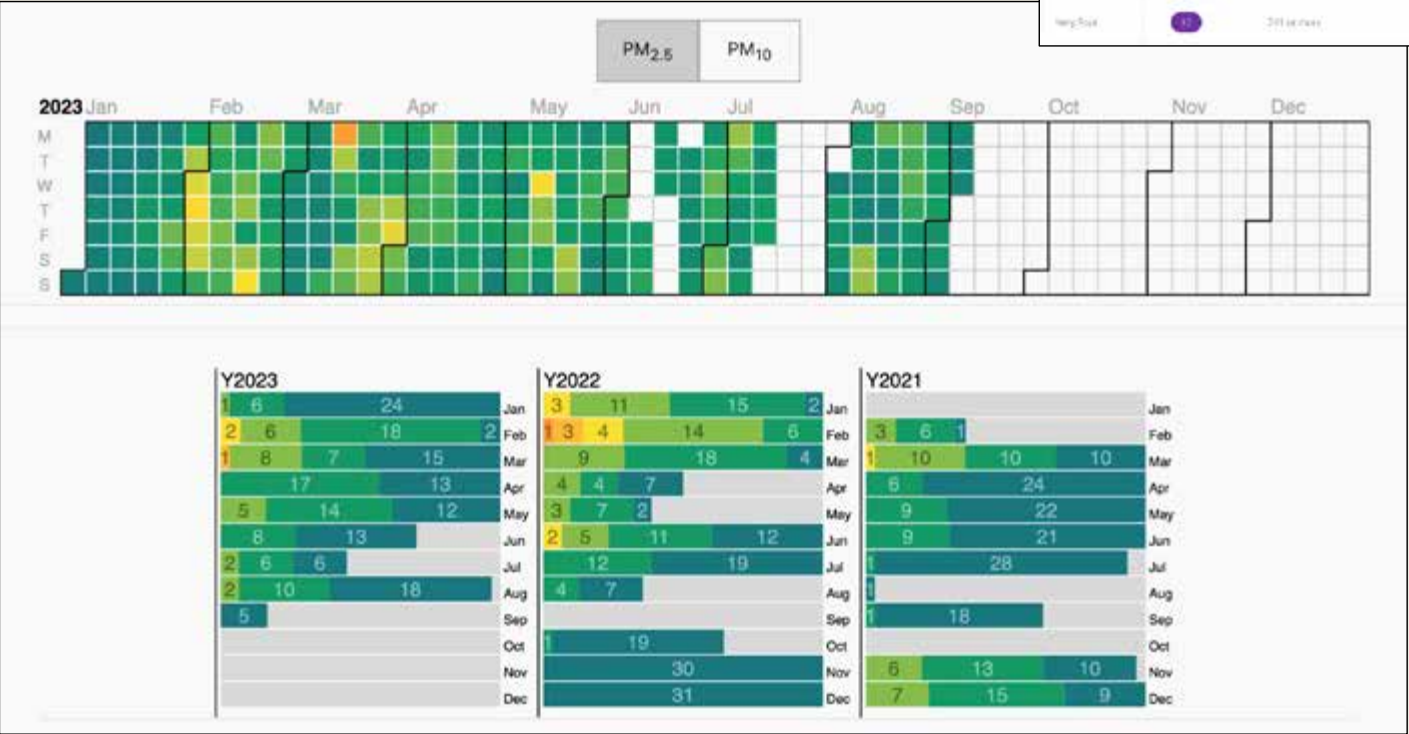 PM2.5 PM10
2023 Jan Feb Mar Apr May Jun Jul Aug Sep Oct Nov Dec
M
T
W
T
F
S
S
Y2023
1 6 24 Jan
2 6 18 2 Feb
1 8 7 15 Mar
17 13 Apr
5 14 12 May
8 13 Jun
2 6 6 Jul
2 10 18 Aug
5 Sep
Oct
Nov
Dec
Y2022
3 11 15 2 Jan
1 3 4 14 6 Feb
9 18 4 Mar
4 4 7 Apr
3 7 2 May
2 5 11 12 Jun
12 19 Jul
4 7 Aug
Sep
1 19 Oct
30 Nov
31 Dec
Y2021
Jan
3 6 1 Feb
1 10 10 10 Mar
6 24 Apr
9 22 May
9 21 Jun
1 28 Jul
1 Aug
1 18 Sep
Oct
6 13 10 Nov
7 15 9 Dec